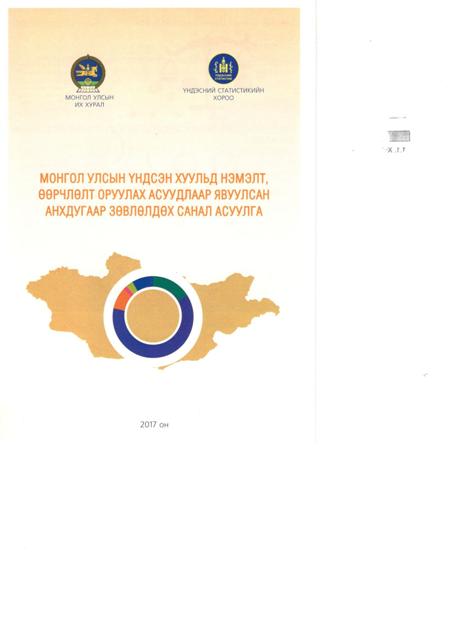 МОНГОЛ УЛСЫН
ИХ ХУРАЛ
ҮНДЭСНИЙ СТАТИСТИКИЙН
ХОРОО
МОНГОЛ УЛСЫН ҮНДСЭН ХУУЛЬД НЭМЭЛТ,
ӨӨРЧЛӨЛТ ОРУУЛАХ АСУУДЛААР ЯВУУЛСАН
АНХДУГААР ЗӨВЛӨЛДӨХ САНАЛ АСУУЛГА
2017 он